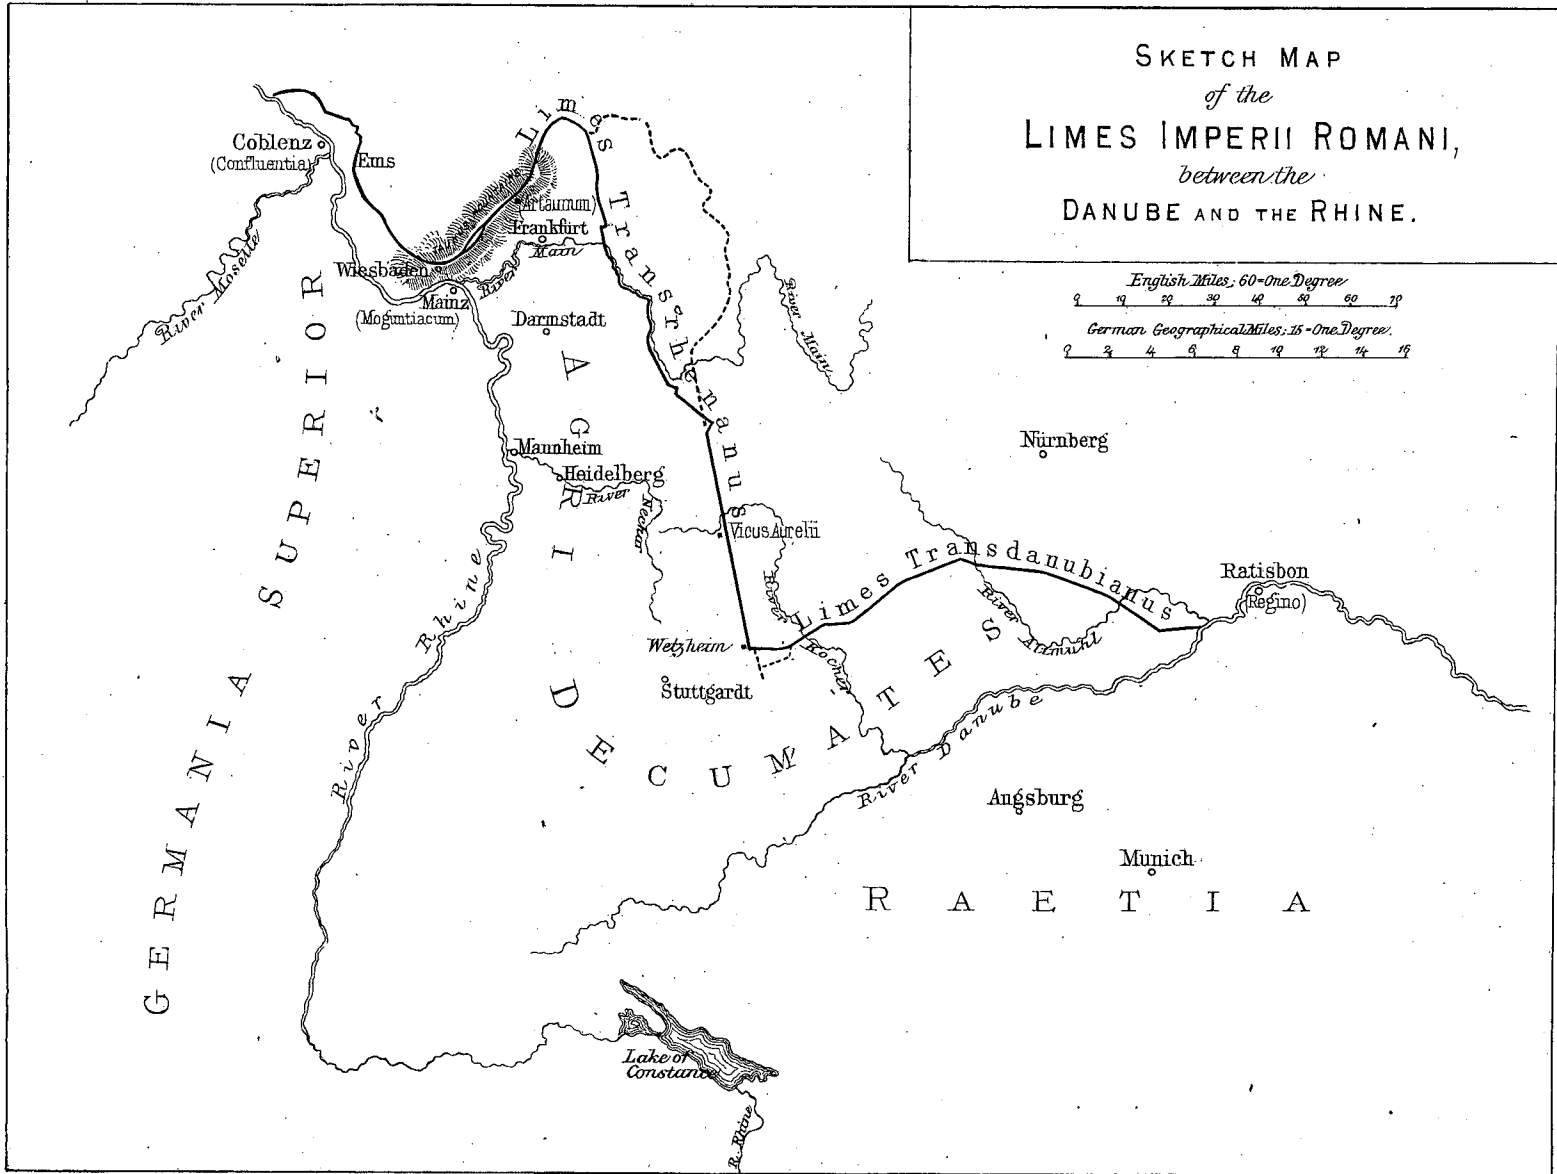 SKETCH MAP
of the
LIMES IMPERII ROMANI,
between the
DANUBE AND THE RHINE.
English Miles; 60=One Degree
0 10 20 30 40 50 60 70
German Geographical Miles; 15=One Degree.
0 2 4 6 8 10 12 14 16
Limes Transrhenanus
Coblenz
(Confluentia)
Ems
River Moselle
(Artaunum)
Frankfurt
River Main
Wiesbaden
Mainz
(Moguntiacum)
River Main
Darmstadt
GERMANIA SUPERIOR
AGRI DECUMATES
Mannheim
Heidelberg
River Neckar
Nürnberg
Vicus Aurelii
River Rhine
Limes Transdanubianus
Ratisbon
(Regino)
River Altmuhl
River Kocher
Wetzheim
Stuttgardt
River Danube
Angsburg
Munich
RAETIA
Lake of
Constance
R. Rhine